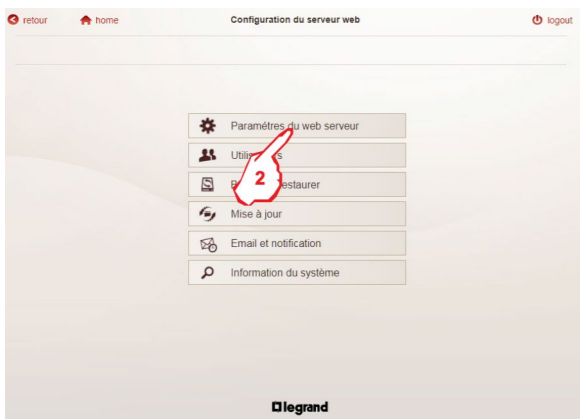 retour home Configuration du serveur web logout
Paramétres du web serveur
2
Mise à jour
Email et notification
Information du système
legrand